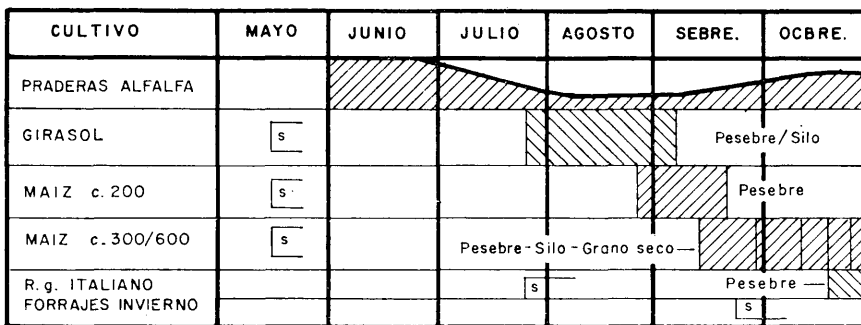 CULTIVO MAYO JUNIO JULIO AGOSTO SEBRE. OCBRE.
PRADERAS ALFALFA
GIRASOL s Pesebre/Silo
MAIZ c.200 s Pesebre
MAIZ c.300/600 s Pesebre-Silo-Grano seco
R.g. ITALIANO s Pesebre
FORRAJES INVIERNO s